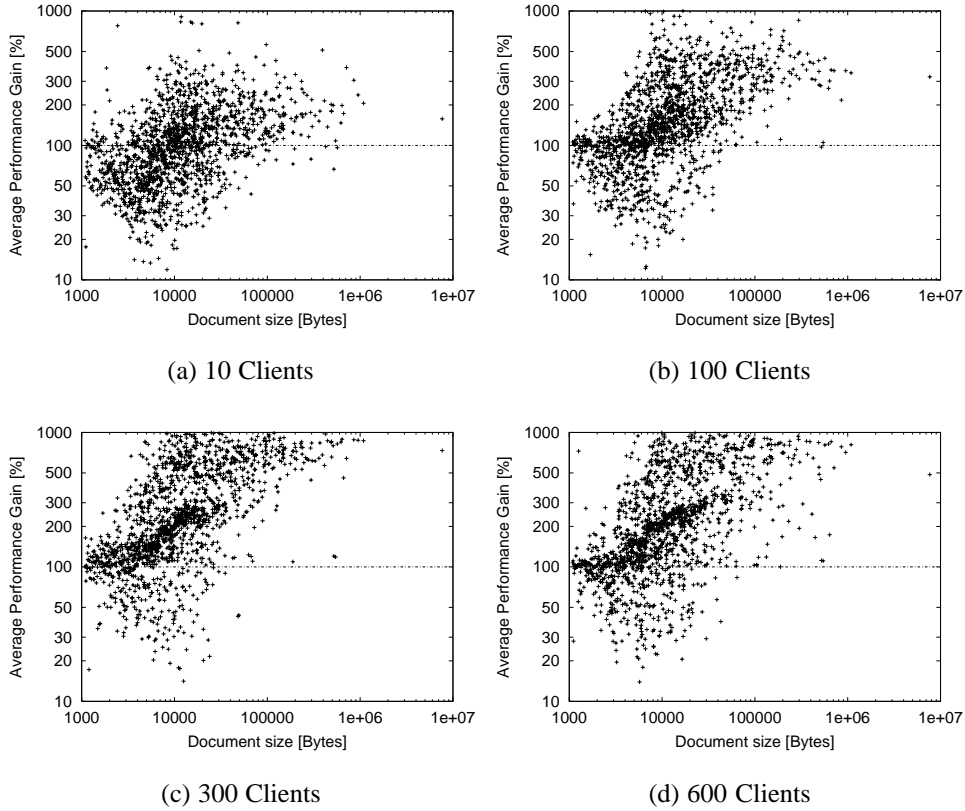 1000
500
300
200
100
50
30
20
10
1000
10000
100000
1e+06
1e+07
Average Performance Gain [%]
Document size [Bytes]
(a) 10 Clients
1000
500
300
200
100
50
30
20
10
1000
10000
100000
1e+06
1e+07
Average Performance Gain [%]
Document size [Bytes]
(b) 100 Clients
1000
500
300
200
100
50
30
20
10
1000
10000
100000
1e+06
1e+07
Average Performance Gain [%]
Document size [Bytes]
(c) 300 Clients
1000
500
300
200
100
50
30
20
10
1000
10000
100000
1e+06
1e+07
Average Performance Gain [%]
Document size [Bytes]
(d) 600 Clients